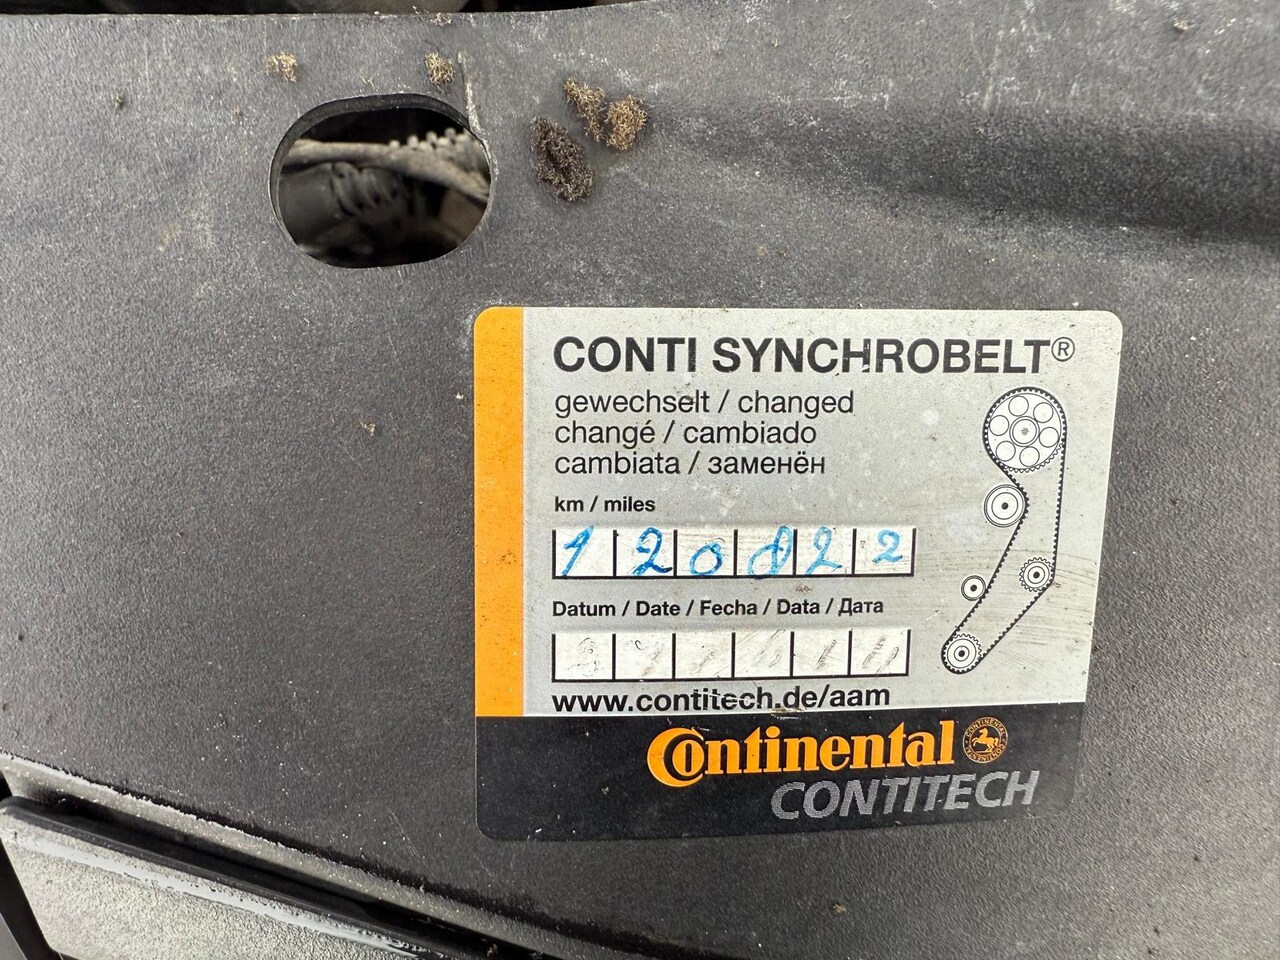 CONTI SYNCHROBELT®
gewechselt / changed
changé / cambiado
cambiata / заменён
km / miles
120822
Datum / Date / Fecha / Data / Дата
www.contitech.de/aam
Continental
CONTITECH